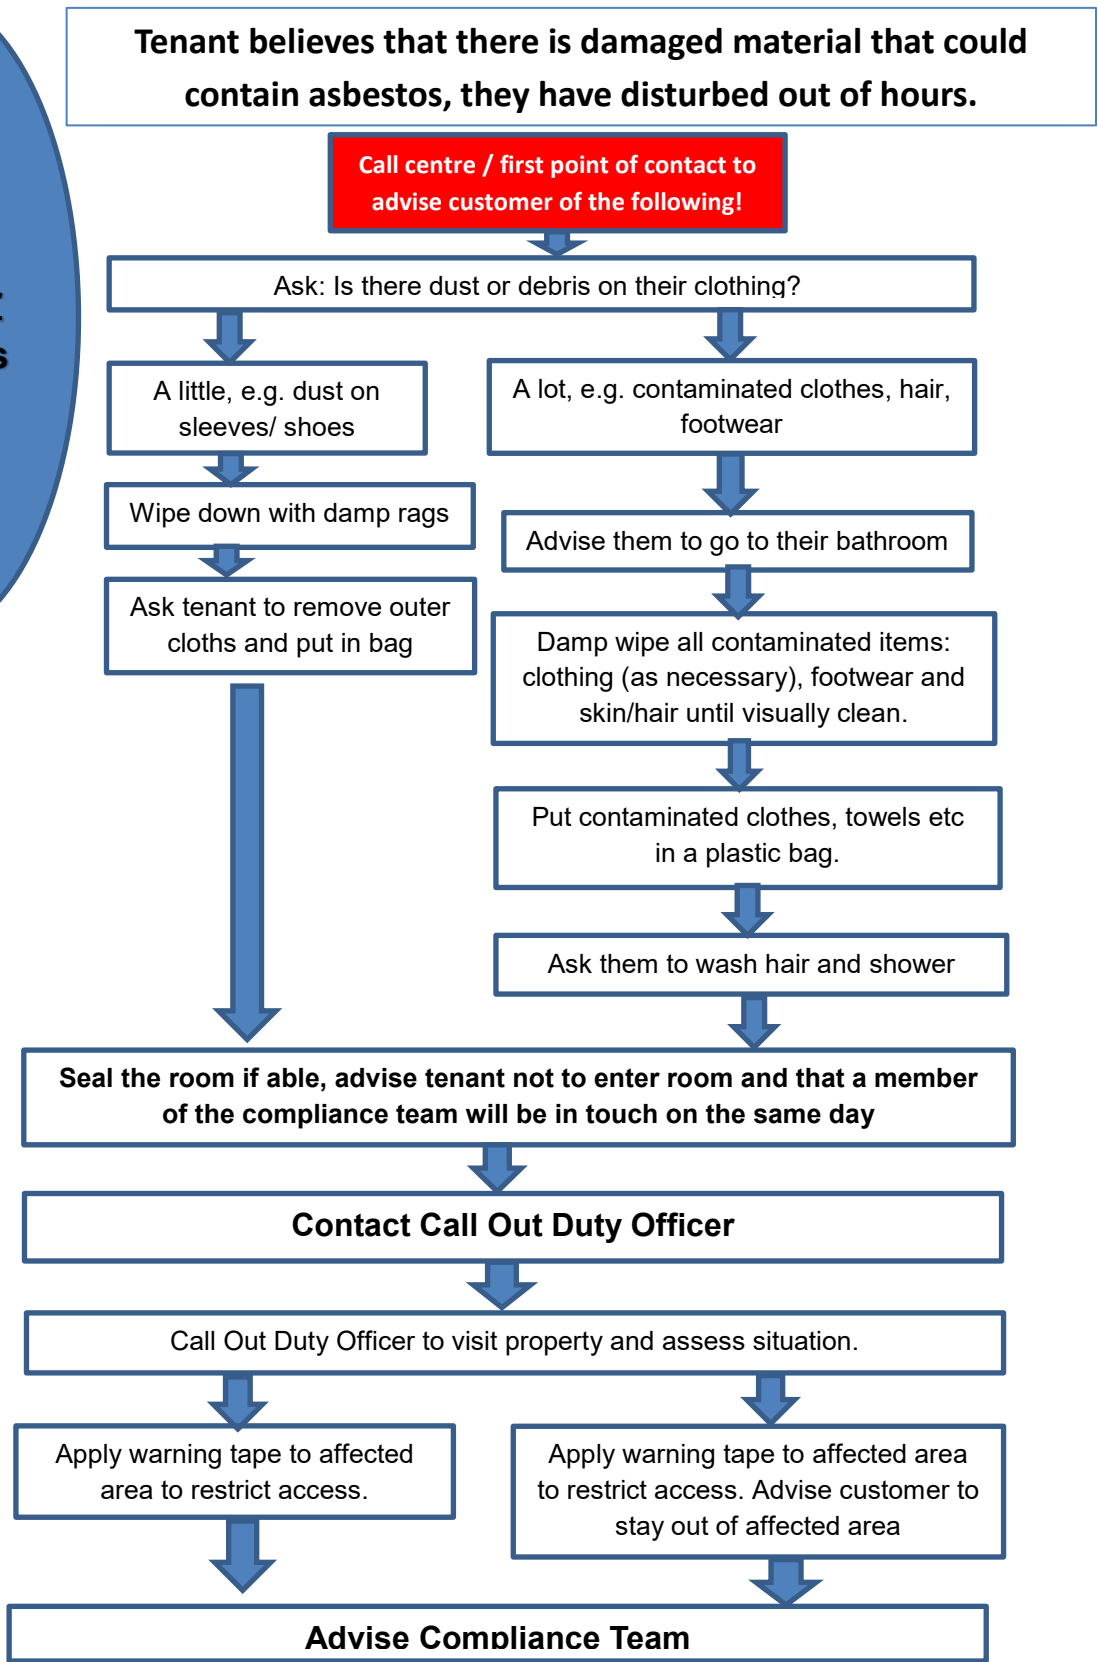 Tenant believes that there is damaged material that could
contain asbestos, they have disturbed out of hours.
Call centre / first point of contact to
advise customer of the following!
Ask: Is there dust or debris on their clothing?
A little, e.g. dust on
sleeves/ shoes
A lot, e.g. contaminated clothes, hair,
footwear
Wipe down with damp rags
Advise them to go to their bathroom
Ask tenant to remove outer
cloths and put in bag
Damp wipe all contaminated items:
clothing (as necessary), footwear and
skin/hair until visually clean.
Put contaminated clothes, towels etc
in a plastic bag.
Ask them to wash hair and shower
Seal the room if able, advise tenant not to enter room and that a member
of the compliance team will be in touch on the same day
Contact Call Out Duty Officer
Call Out Duty Officer to visit property and assess situation.
Apply warning tape to affected
area to restrict access.
Apply warning tape to affected area
to restrict access. Advise customer to
stay out of affected area
Advise Compliance Team